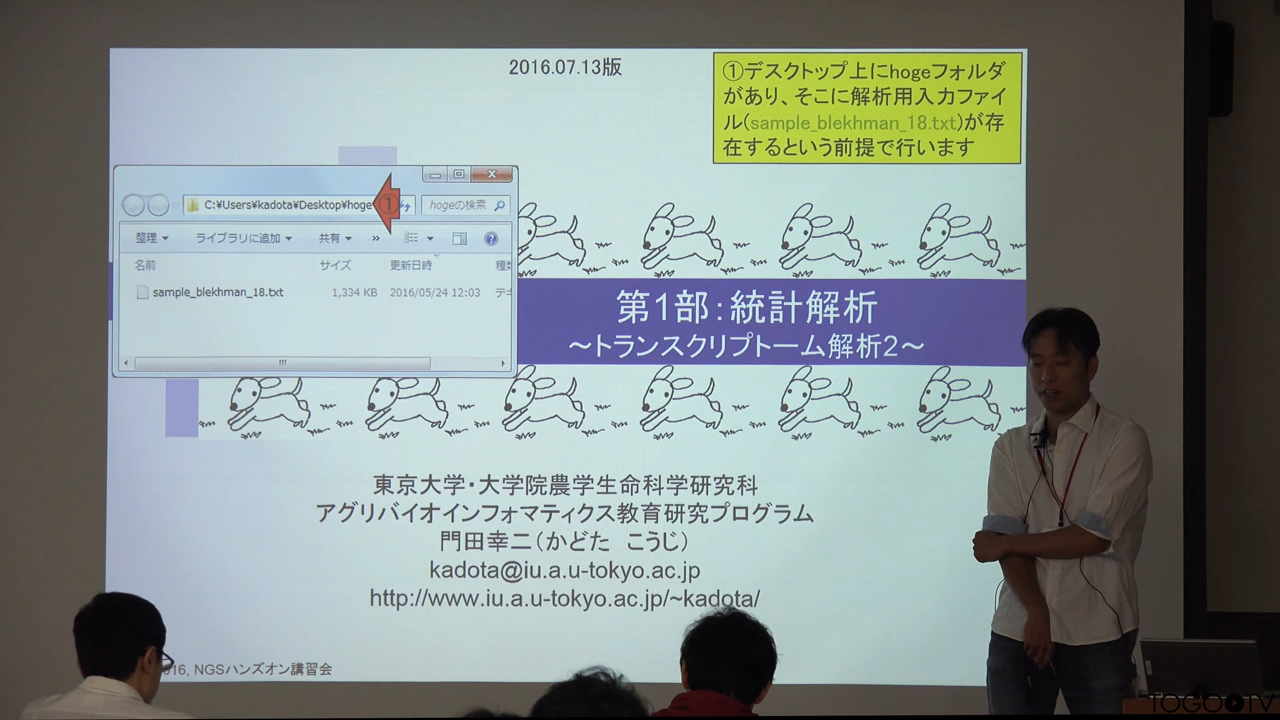 2016.07.13版
①デスクトップ上にhogeフォルダ
があり、そこに解析用入力ファイ
ル(sample_blekhman_18.txt)が存
在するという前提で行います
C:¥Users¥kadota¥Desktop¥hoge
①
hogeの検索
整理
ライブラリに追加
共有
»
名前
サイズ
更新日時
種類
sample_blekhman_18.txt
1,334 KB
2016/05/24 12:03
テキ
第1部：統計解析
～トランスクリプトーム解析2～
東京大学・大学院農学生命科学研究科
アグリバイオインフォマティクス教育研究プログラム
門田幸二（かどた　こうじ）
kadota@iu.a.u-tokyo.ac.jp
http://www.iu.a.u-tokyo.ac.jp/~kadota/
16, NGSハンズオン講習会
TOGOTV